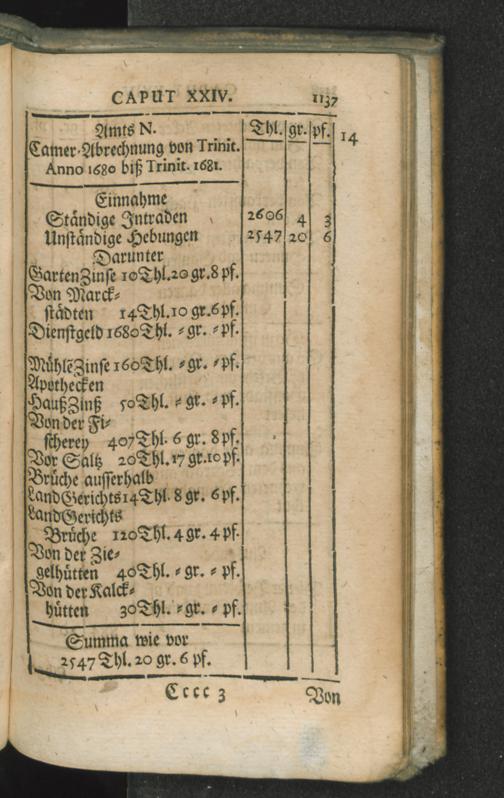 CAPUT XXIV. 1137
Amts N. Thl. gr. pf. 14
Camer-Abrechnung von Trinit.
Anno 1680 biß Trinit. 1681.
Einnahme
Ständige Intraden 2606 4 3
Unständige Hebungen 2547 20 6
Darunter
GartenZinse 10 Thl. 20 gr. 8 pf.
Von Marck⸗
städten 14 Thl. 10 gr. 6 pf.
Dienstgeld 1680 Thl. ⸗ gr. ⸗ pf.
MühlēZinse 160 Thl. ⸗ gr. ⸗ pf.
Apothecken
HaußZinß 50 Thl. ⸗ gr. ⸗ pf.
Von der Fi⸗
scherey 407 Thl. 6 gr. 8 pf.
Vor Saltz 20 Thl. 17 gr. 10 pf.
Brüche ausserhalb
LandGerichts 14 Thl. 8 gr. 6 pf.
LandGerichts
Brüche 120 Thl. 4 gr. 4 pf.
Von der Zie⸗
gelhütten 40 Thl. ⸗ gr. ⸗ pf.
Von der Kalck⸗
hütten 30 Thl. ⸗ gr. ⸗ pf.
Summa wie vor
2547 Thl. 20 gr. 6 pf.
Cccc 3 Von